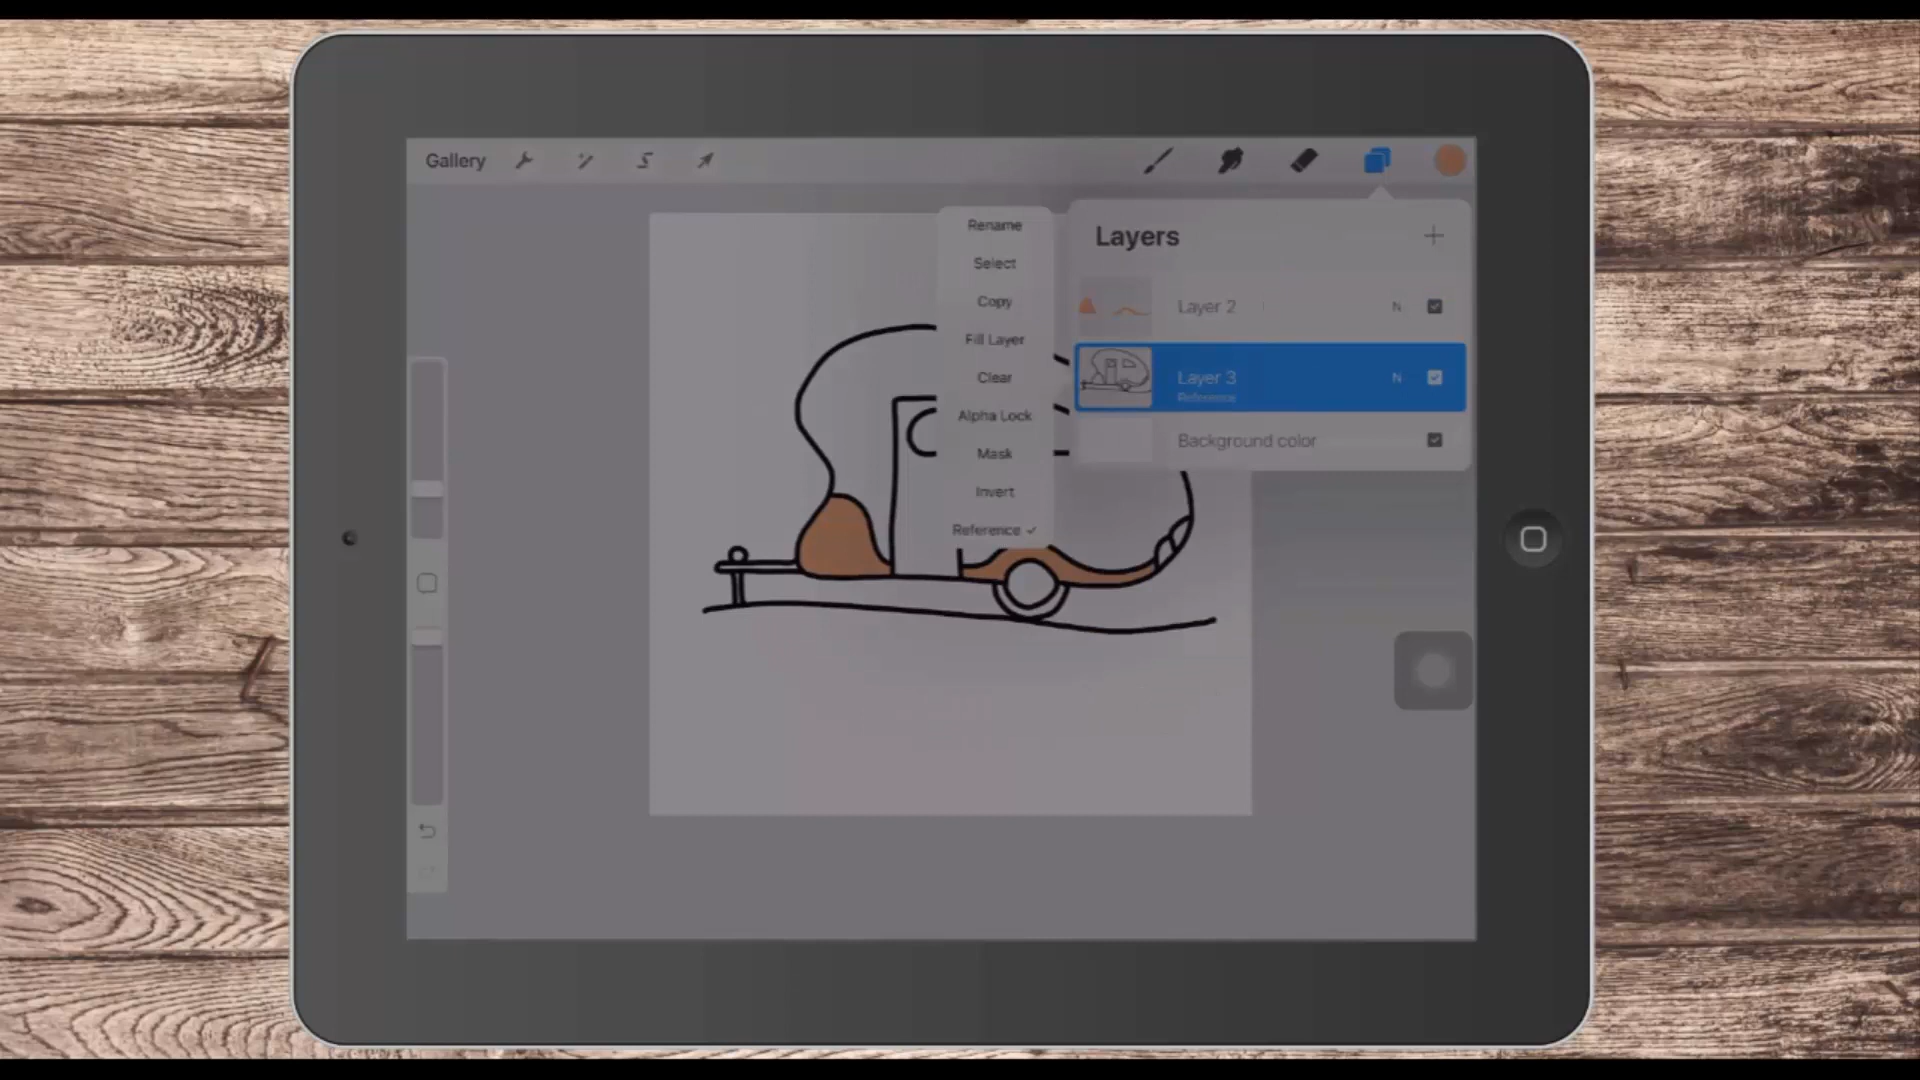 Gallery
Rename
Select
Copy
Fill Layer
Clear
Alpha Lock
Mask
Invert
Reference
Layers
Layer 2
N
Layer 3
N
Reference
Background color